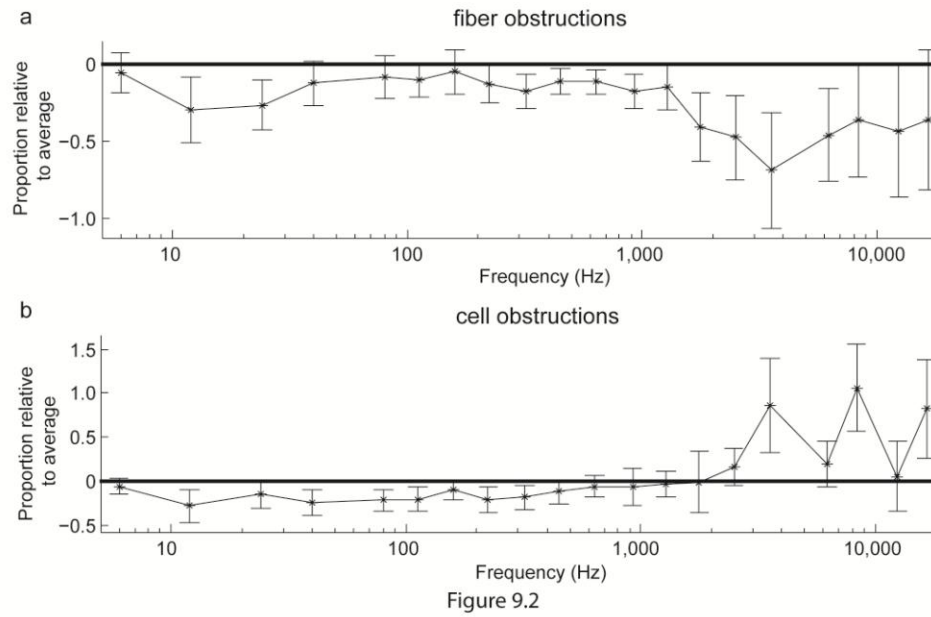 a
fiber obstructions
Proportion relative
to average
0
−0.5
−1.0
10
100
1,000
10,000
Frequency (Hz)
b
cell obstructions
Proportion relative
to average
1.5
1.0
0.5
0
−0.5
10
100
1,000
10,000
Frequency (Hz)
Figure 9.2